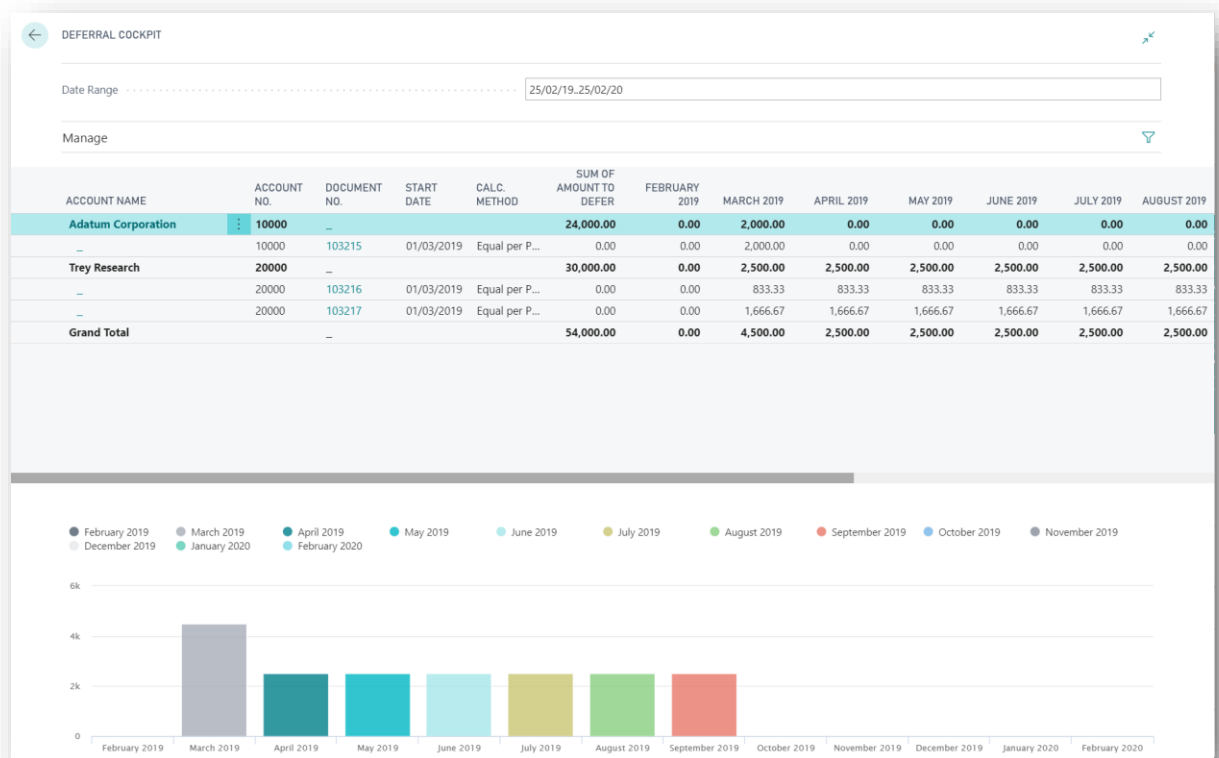 DEFERRAL COCKPIT
Date Range 25/02/19..25/02/20
Manage
ACCOUNT NAME ACCOUNT NO. DOCUMENT NO. START DATE CALC. METHOD SUM OF AMOUNT TO DEFER FEBRUARY 2019 MARCH 2019 APRIL 2019 MAY 2019 JUNE 2019 JULY 2019 AUGUST 2019
Adatum Corporation 10000 _ 24,000.00 0.00 2,000.00 0.00 0.00 0.00 0.00 0.00
_ 10000 103215 01/03/2019 Equal per P... 0.00 0.00 2,000.00 0.00 0.00 0.00 0.00 0.00
Trey Research 20000 _ 30,000.00 0.00 2,500.00 2,500.00 2,500.00 2,500.00 2,500.00 2,500.00
_ 20000 103216 01/03/2019 Equal per P... 0.00 0.00 833.33 833.33 833.33 833.33 833.33 833.33
_ 20000 103217 01/03/2019 Equal per P... 0.00 0.00 1,666.67 1,666.67 1,666.67 1,666.67 1,666.67 1,666.67
Grand Total _ 54,000.00 0.00 4,500.00 2,500.00 2,500.00 2,500.00 2,500.00 2,500.00
February 2019 March 2019 April 2019 May 2019 June 2019 July 2019 August 2019 September 2019 October 2019 November 2019
December 2019 January 2020 February 2020
6k
4k
2k
0
February 2019 March 2019 April 2019 May 2019 June 2019 July 2019 August 2019 September 2019 October 2019 November 2019 December 2019 January 2020 February 2020